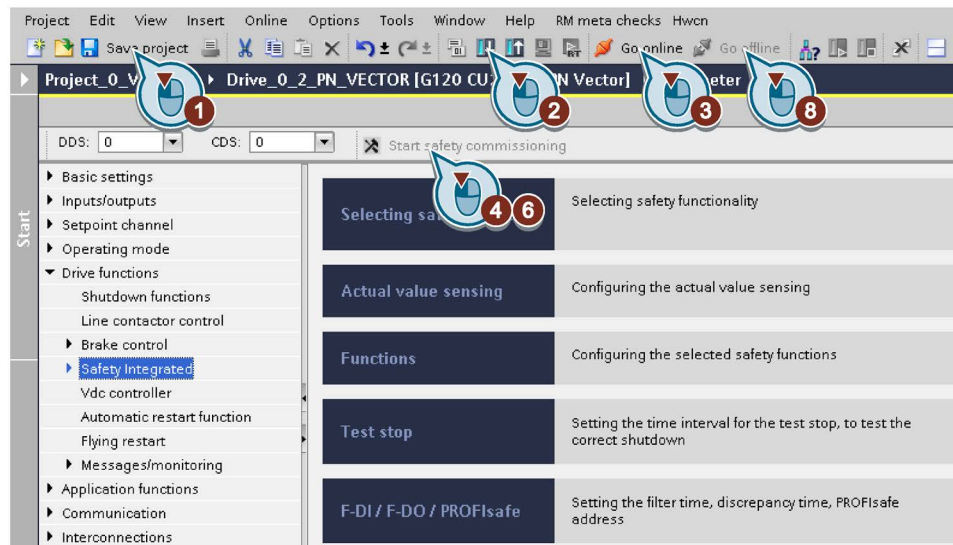 Project Edit View Insert Online Options Tools Window Help RM meta checks Hwcn
Save project Go online Go offline
Project_0_V Drive_0_2_PN_VECTOR [G120 CU PN Vector] eter
1 2 3 8
DDS: 0 CDS: 0 Start safety commissioning
4 6
Start
Basic settings
Inputs/outputs
Setpoint channel
Operating mode
Drive functions
Shutdown functions
Line contactor control
Brake control
Safety Integrated
Vdc controller
Automatic restart function
Flying restart
Messages/monitoring
Application functions
Communication
Interconnections
Selecting sa
Selecting safety functionality
Actual value sensing
Configuring the actual value sensing
Functions
Configuring the selected safety functions
Test stop
Setting the time interval for the test stop, to test the
correct shutdown
F-DI / F-DO / PROFIsafe
Setting the filter time, discrepancy time, PROFIsafe
address